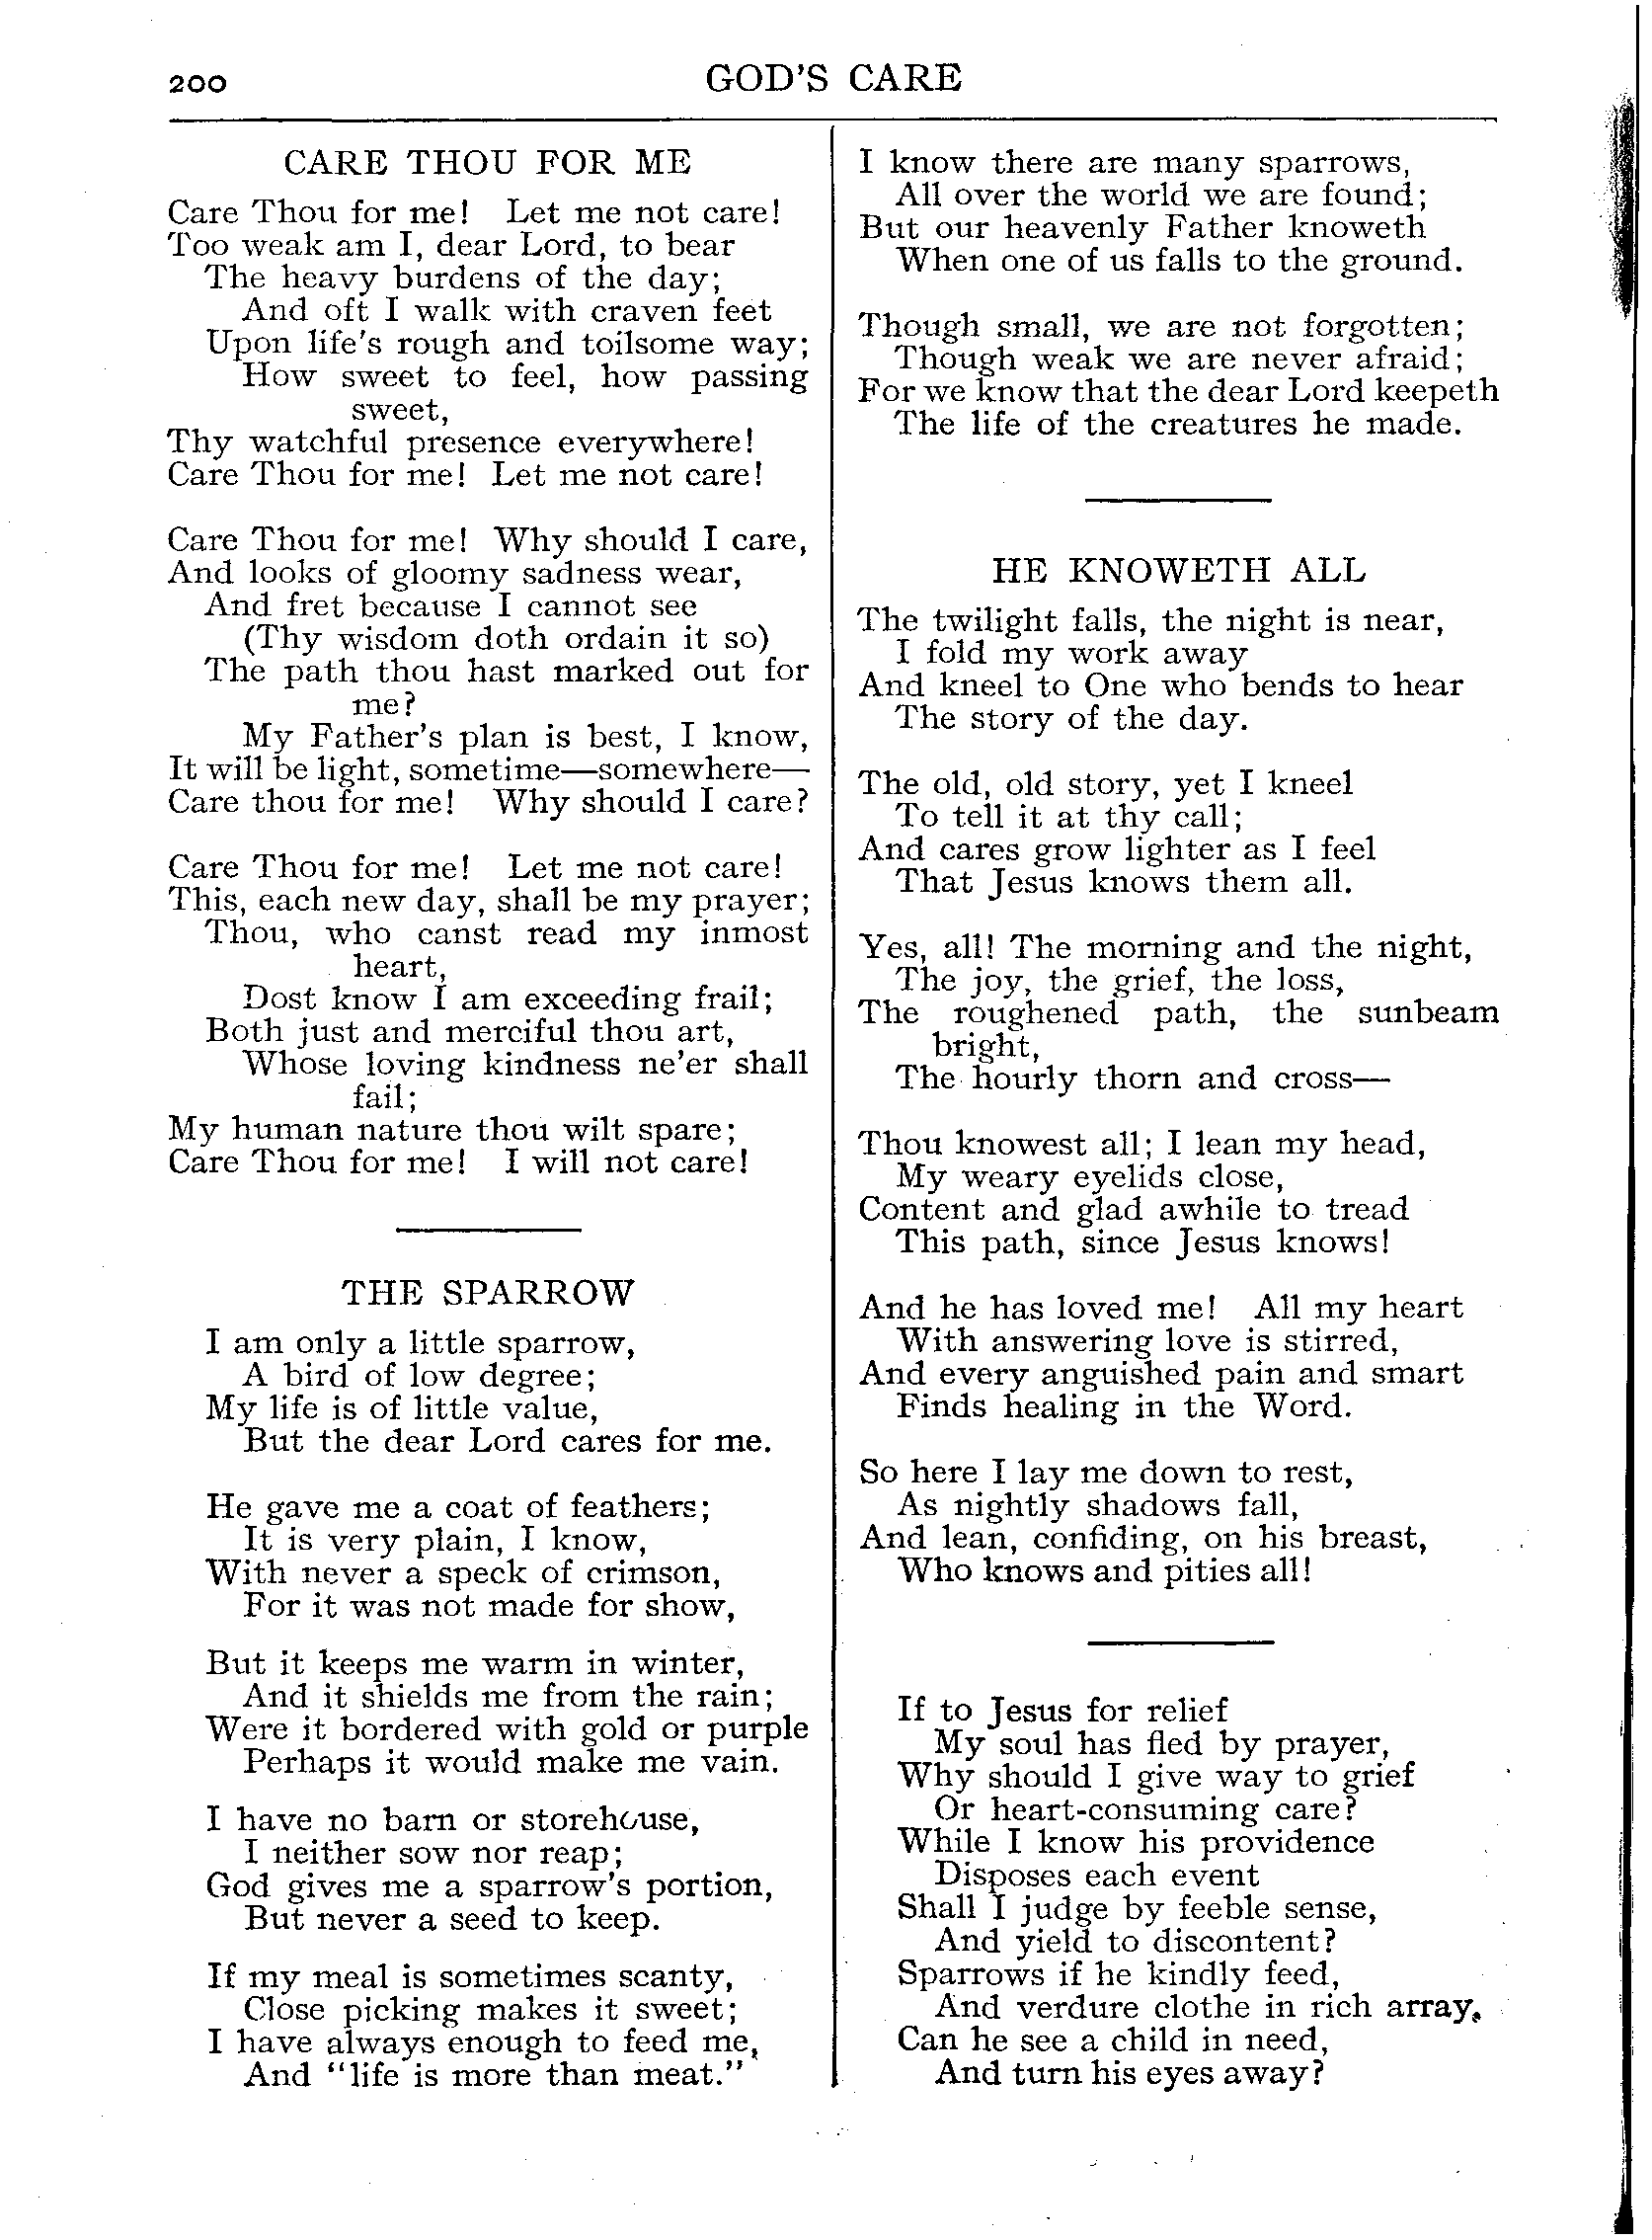 200
GOD'S CARE
CARE THOU FOR ME
Care Thou for me! Let me not care!
Too weak am I, dear Lord, to bear
The heavy burdens of the day;
And oft I walk with craven feet
Upon life's rough and toilsome way;
How sweet to feel, how passing
sweet,
Thy watchful presence everywhere!
Care Thou for me! Let me not care!
Care Thou for me! Why should I care,
And looks of gloomy sadness wear,
And fret because I cannot see
(Thy wisdom doth ordain it so)
The path thou hast marked out for
me?
My Father's plan is best, I know,
It will be light, sometime—somewhere—
Care thou for me! Why should I care?
Care Thou for me! Let me not care!
This, each new day, shall be my prayer;
Thou, who canst read my inmost
heart,
Dost know I am exceeding frail;
Both just and merciful thou art,
Whose loving kindness ne'er shall
fail;
My human nature thou wilt spare;
Care Thou for me! I will not care!
THE SPARROW
I am only a little sparrow,
A bird of low degree;
My life is of little value,
But the dear Lord cares for me.
He gave me a coat of feathers;
It is very plain, I know,
With never a speck of crimson,
For it was not made for show,
But it keeps me warm in winter,
And it shields me from the rain;
Were it bordered with gold or purple
Perhaps it would make me vain.
I have no barn or storehouse,
I neither sow nor reap;
God gives me a sparrow's portion,
But never a seed to keep.
If my meal is sometimes scanty,
Close picking makes it sweet;
I have always enough to feed me,
And "life is more than meat."
I know there are many sparrows,
All over the world we are found;
But our heavenly Father knoweth
When one of us falls to the ground.
Though small, we are not forgotten;
Though weak we are never afraid;
For we know that the dear Lord keepeth
The life of the creatures he made.
HE KNOWETH ALL
The twilight falls, the night is near,
I fold my work away
And kneel to One who bends to hear
The story of the day.
The old, old story, yet I kneel
To tell it at thy call;
And cares grow lighter as I feel
That Jesus knows them all.
Yes, all! The morning and the night,
The joy, the grief, the loss,
The roughened path, the sunbeam
bright,
The hourly thorn and cross—
Thou knowest all; I lean my head,
My weary eyelids close,
Content and glad awhile to tread
This path, since Jesus knows!
And he has loved me! All my heart
With answering love is stirred,
And every anguished pain and smart
Finds healing in the Word.
So here I lay me down to rest,
As nightly shadows fall,
And lean, confiding, on his breast,
Who knows and pities all!
If to Jesus for relief
My soul has fled by prayer,
Why should I give way to grief
Or heart-consuming care?
While I know his providence
Disposes each event
Shall I judge by feeble sense,
And yield to discontent?
Sparrows if he kindly feed,
And verdure clothe in rich array,
Can he see a child in need,
And turn his eyes away?